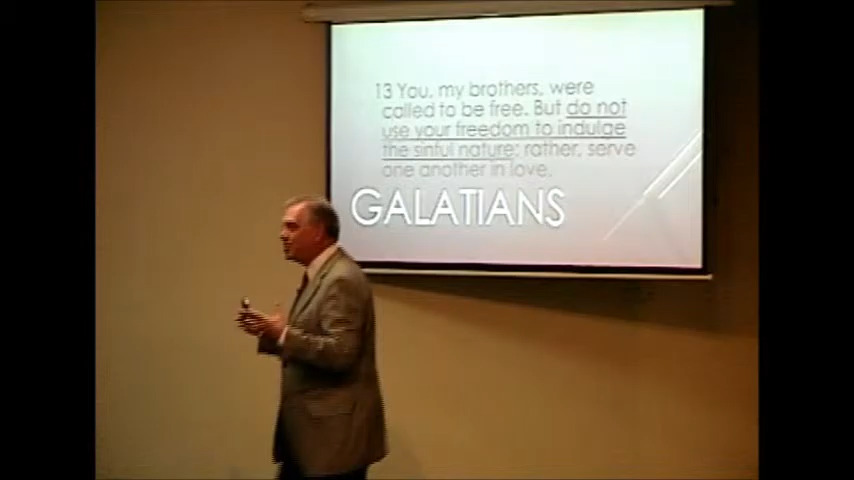 13 You, my brothers, were
called to be free. But do not
use your freedom to indulge
the sinful nature; rather, serve
one another in love.
GALATIANS